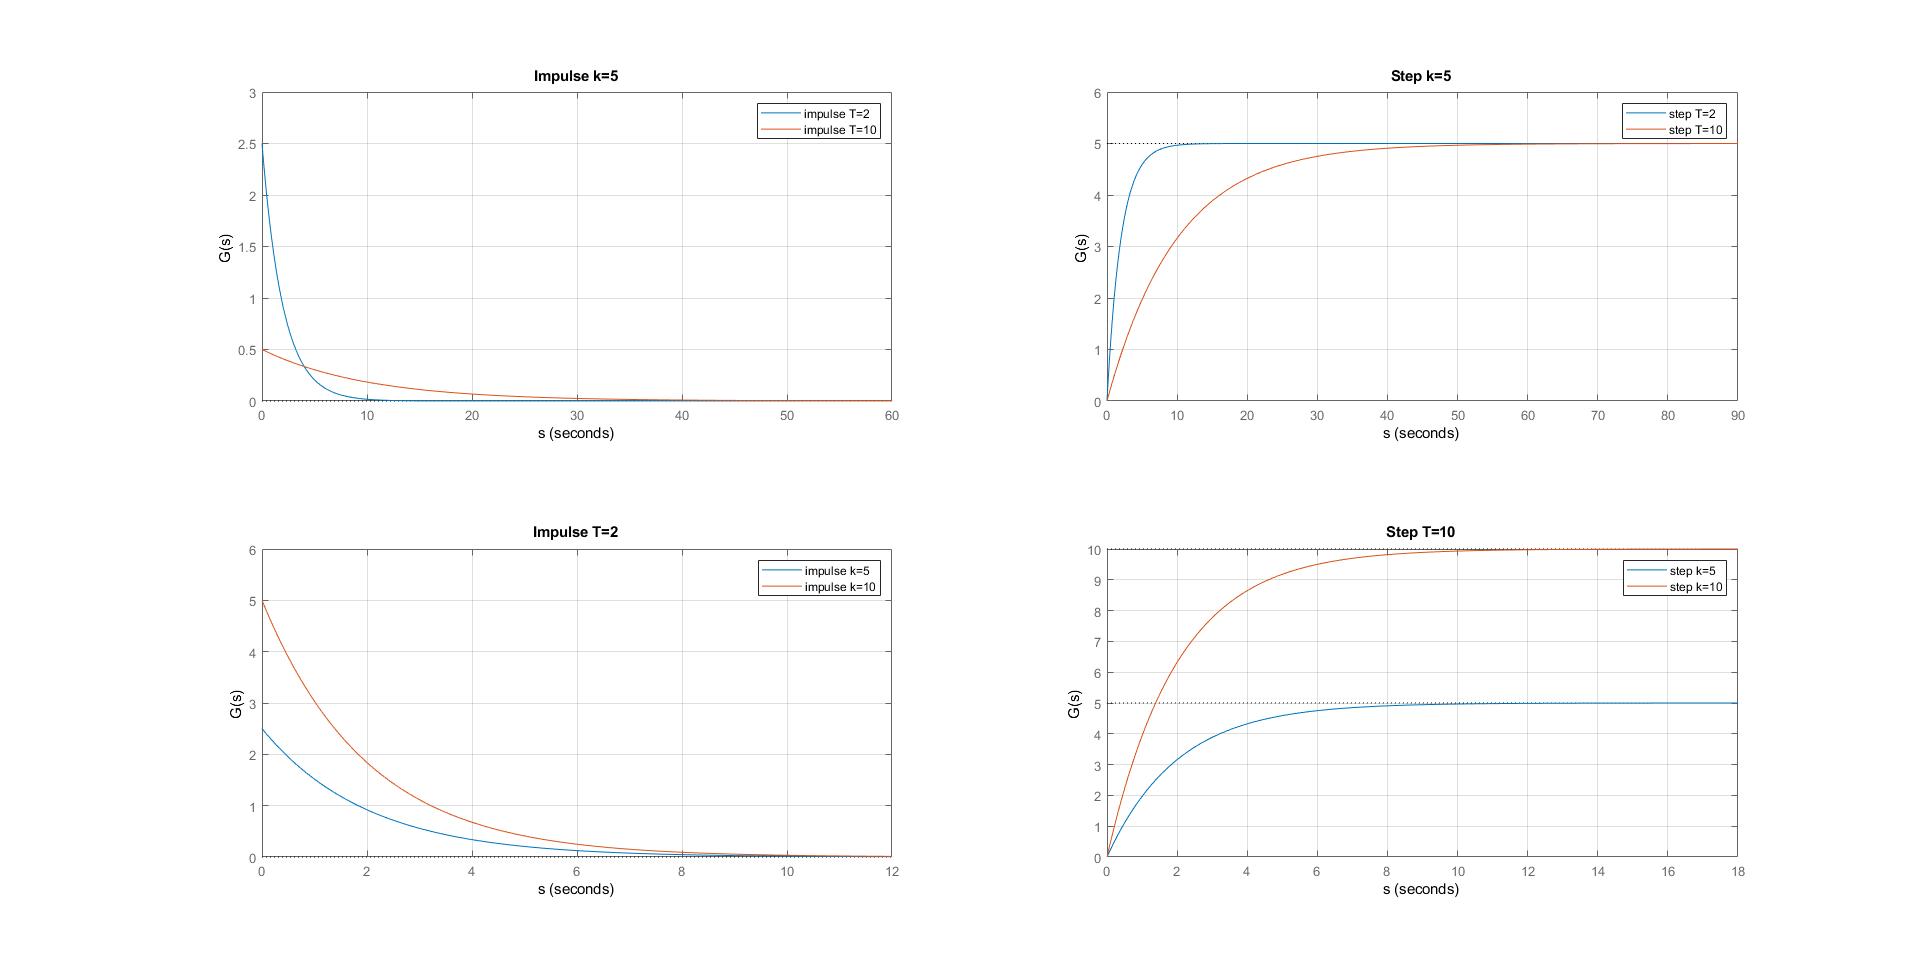 Impulse k=5
3
2.5
2
1.5
1
0.5
0
G(s)
impulse T=2
impulse T=10
0 10 20 30 40 50 60
s (seconds)
Step k=5
6
5
4
3
2
1
0
G(s)
step T=2
step T=10
0 10 20 30 40 50 60 70 80 90
s (seconds)
Impulse T=2
6
5
4
3
2
1
0
G(s)
impulse k=5
impulse k=10
0 2 4 6 8 10 12
s (seconds)
Step T=10
10
9
8
7
6
5
4
3
2
1
0
G(s)
step k=5
step k=10
0 2 4 6 8 10 12 14 16 18
s (seconds)